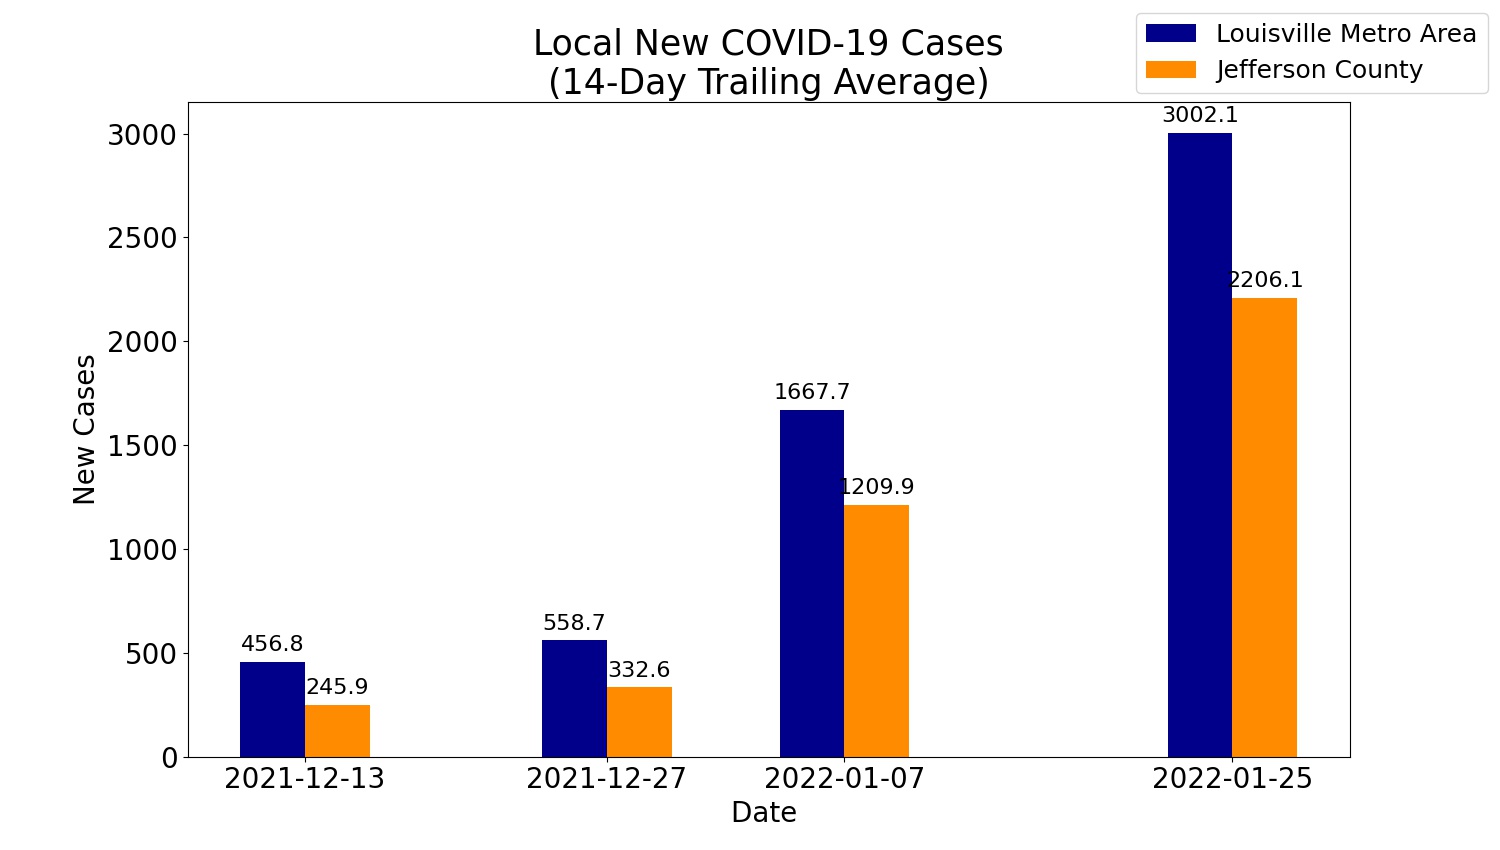 Local New COVID-19 Cases
(14-Day Trailing Average)
Louisville Metro Area
Jefferson County
3002.1
3000
2500
2206.1
2000
1667.7
1500
1209.9
1000
558.7
500
456.8
332.6
245.9
0
New Cases
2021-12-13 2021-12-27 2022-01-07 2022-01-25
Date